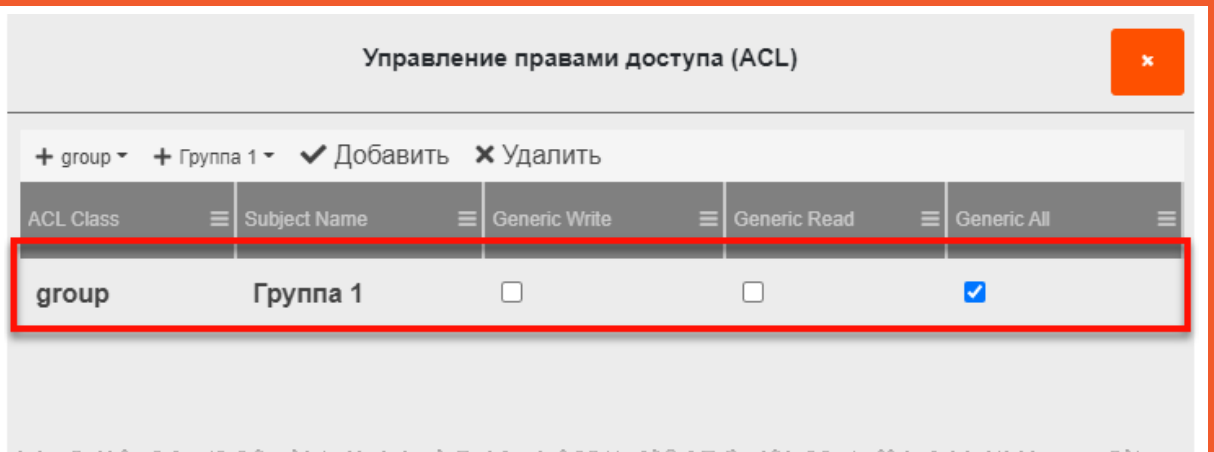 Управление правами доступа (ACL)
+ group + Группа 1 Добавить Удалить
ACL Class Subject Name Generic Write Generic Read Generic All
group Группа 1